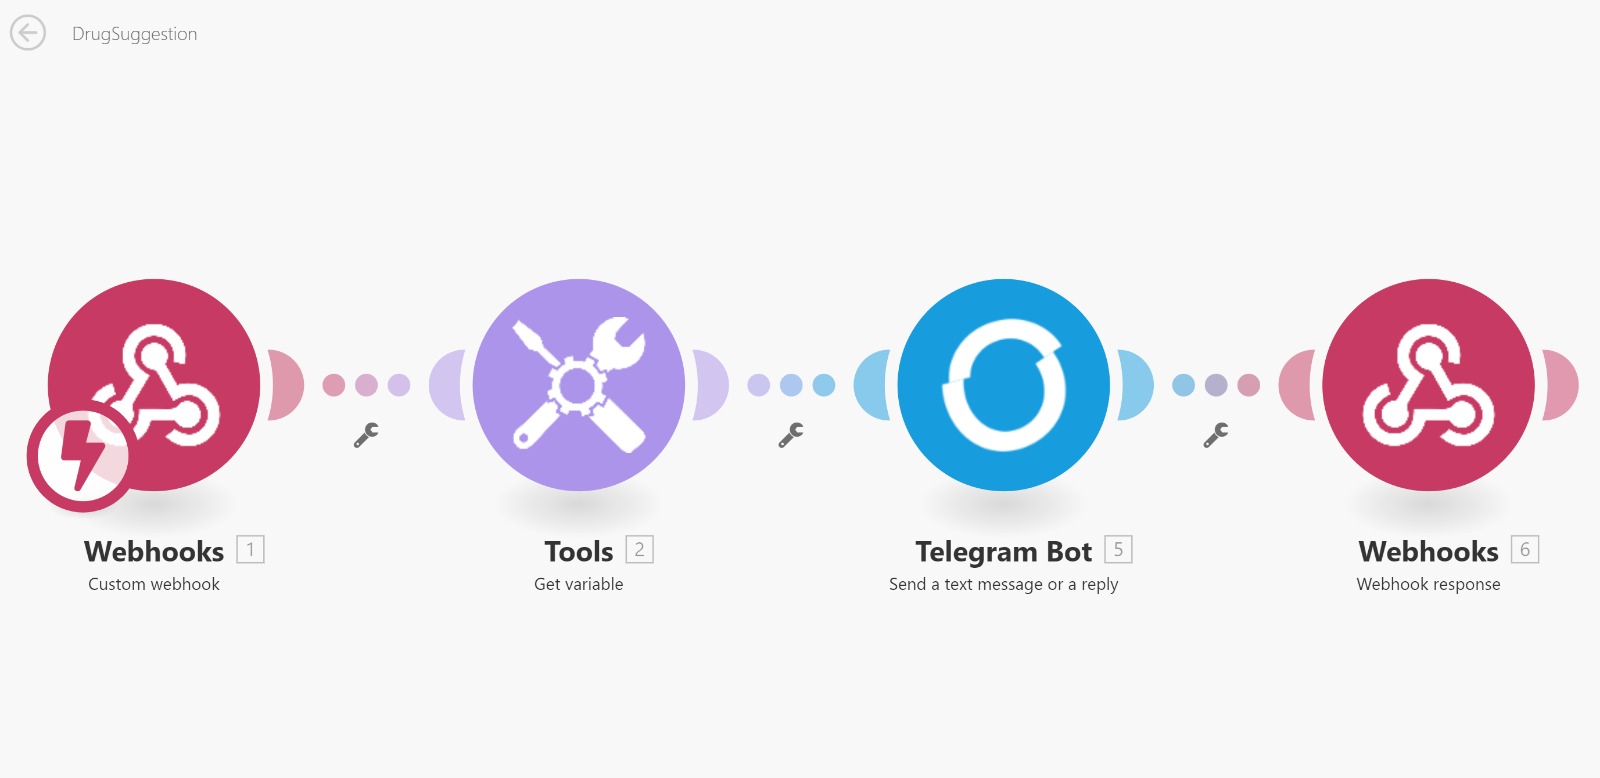 DrugSuggestion
Webhooks 1
Custom webhook
Tools 2
Get variable
Telegram Bot 5
Send a text message or a reply
Webhooks 6
Webhook response